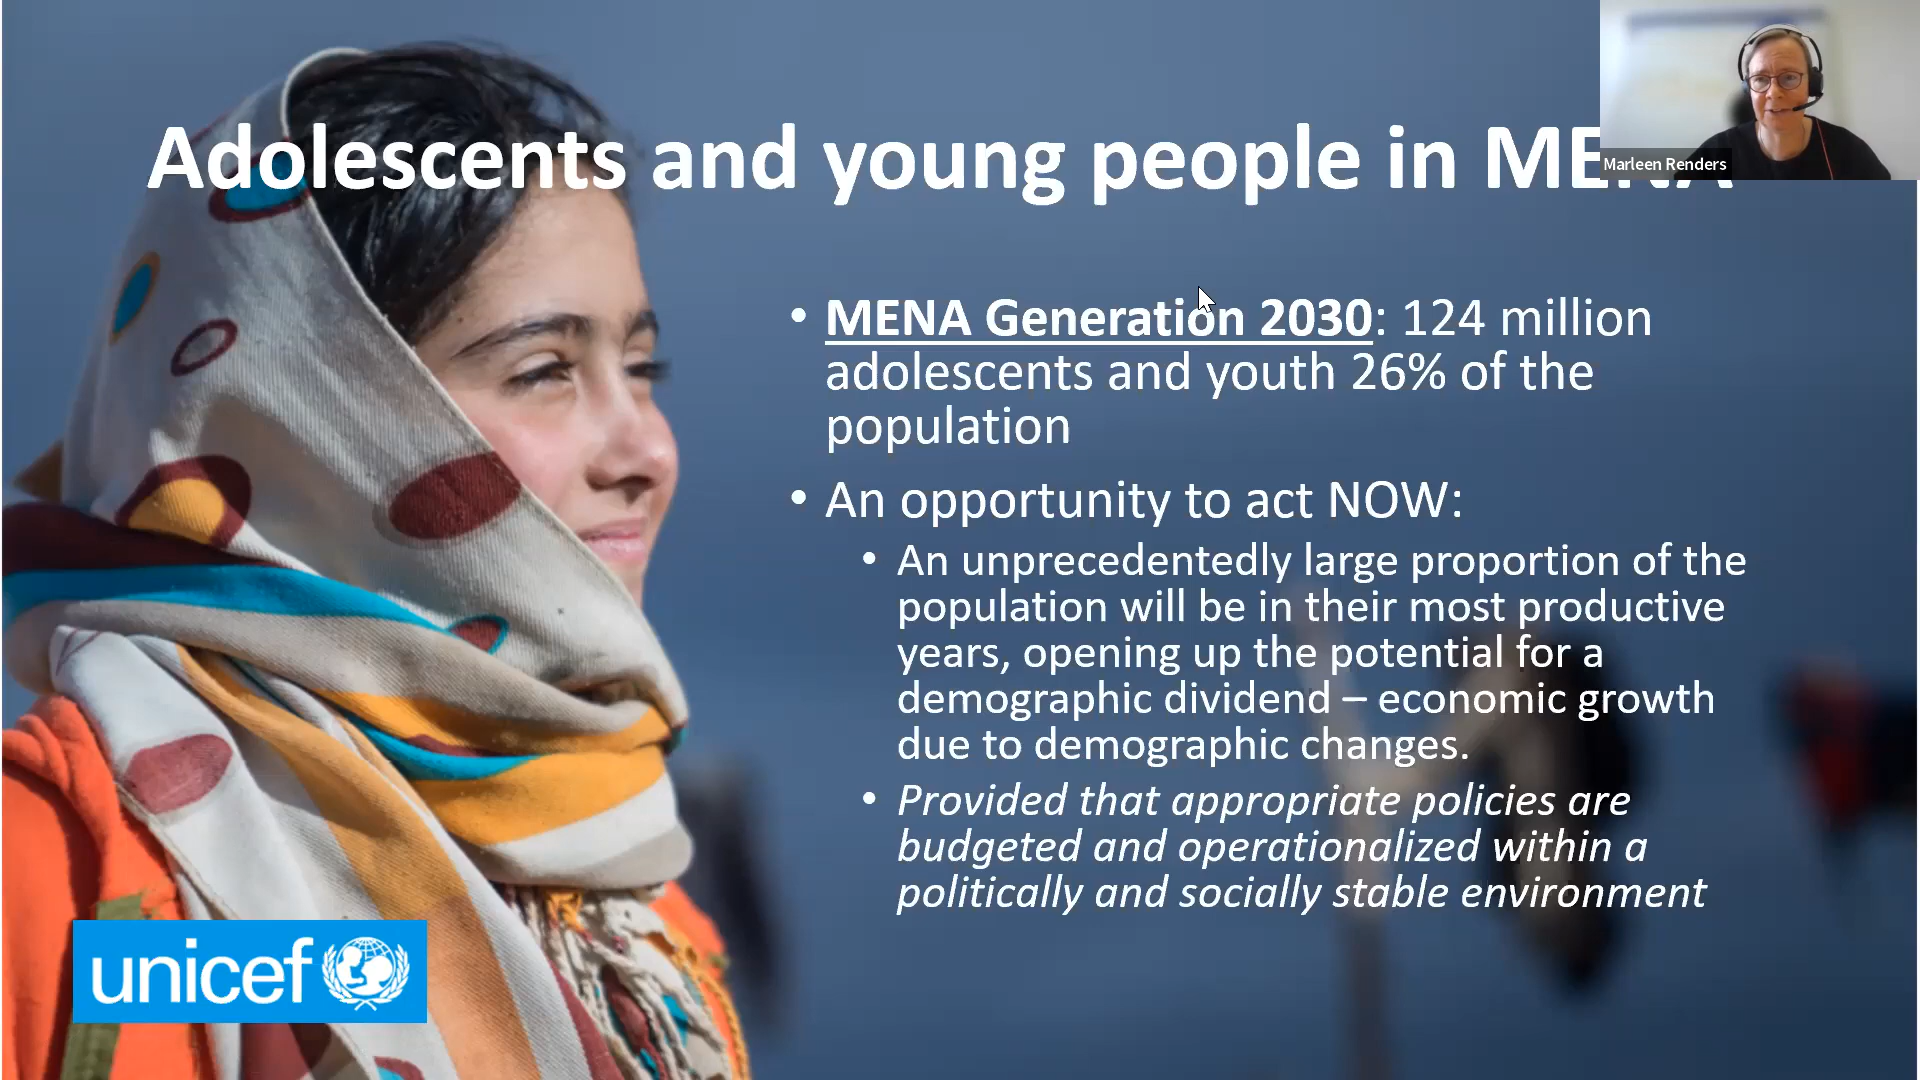 Adolescents and young people in MENA
Marleen Renders
• MENA Generation 2030: 124 million
adolescents and youth 26% of the
population
• An opportunity to act NOW:
• An unprecedentedly large proportion of the
population will be in their most productive
years, opening up the potential for a
demographic dividend – economic growth
due to demographic changes.
• Provided that appropriate policies are
budgeted and operationalized within a
politically and socially stable environment
unicef